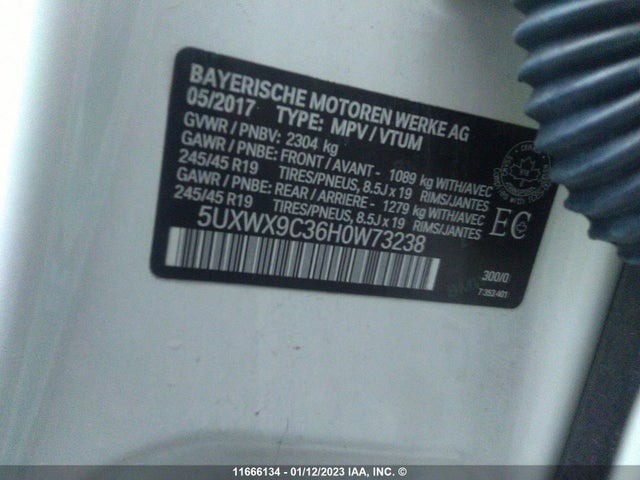 BAYERISCHE MOTOREN WERKE AG
05/2017 TYPE: MPV / VTUM
GVWR / PNBV: 2304 kg
GAWR / PNBE: FRONT / AVANT - 1089 kg WITH/AVEC
245/45 R19 TIRES/PNEUS, 8.5J x 19 RIMS/JANTES
GAWR / PNBE: REAR / ARRIERE - 1279 kg WITH/AVEC
245/45 R19 TIRES/PNEUS, 8.5J x 19 RIMS/JANTES
5UXWX9C36H0W73238
EC
300/0
7 353 401
11666134 - 01/12/2023 IAA, INC. ©